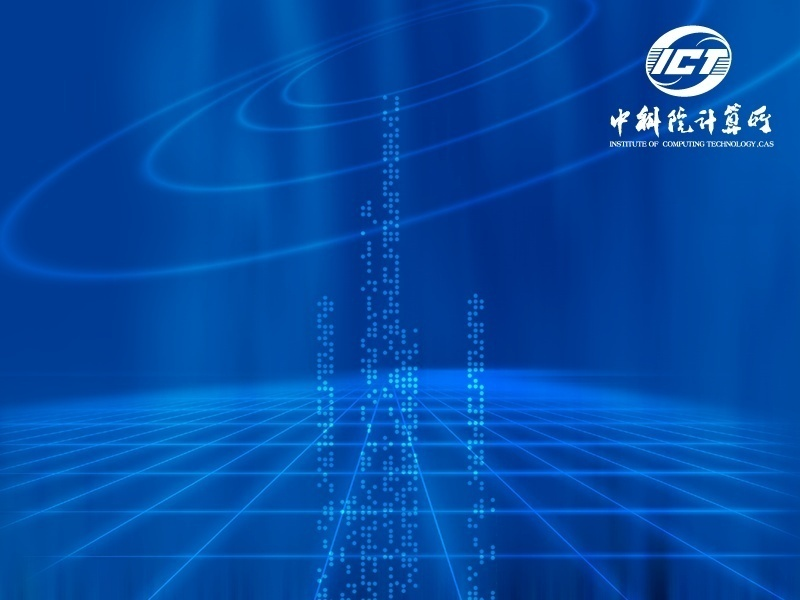 ICT
中科院计算所
INSTITUTE OF COMPUTING TECHNOLOGY,CAS